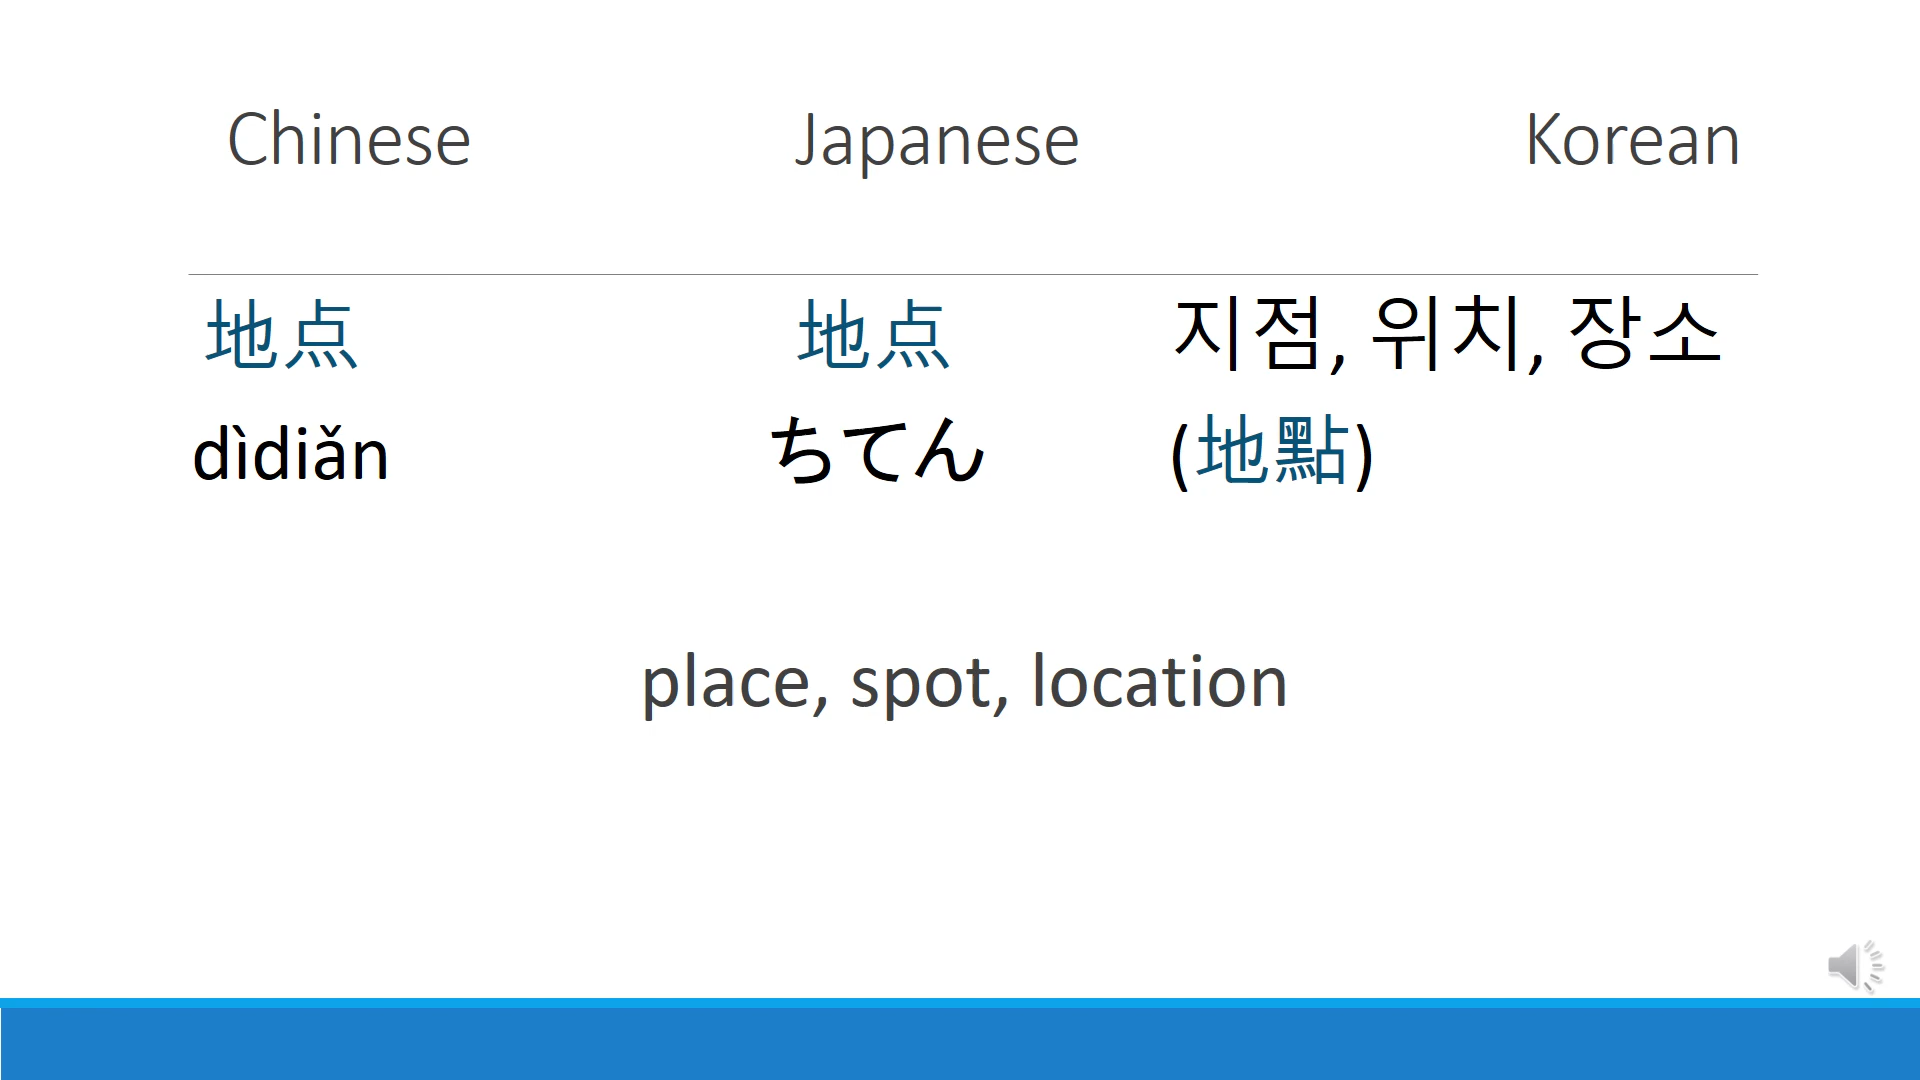 Chinese Japanese Korean
地点 地点 지점, 위치, 장소
dìdiǎn ちてん (地點)
place, spot, location